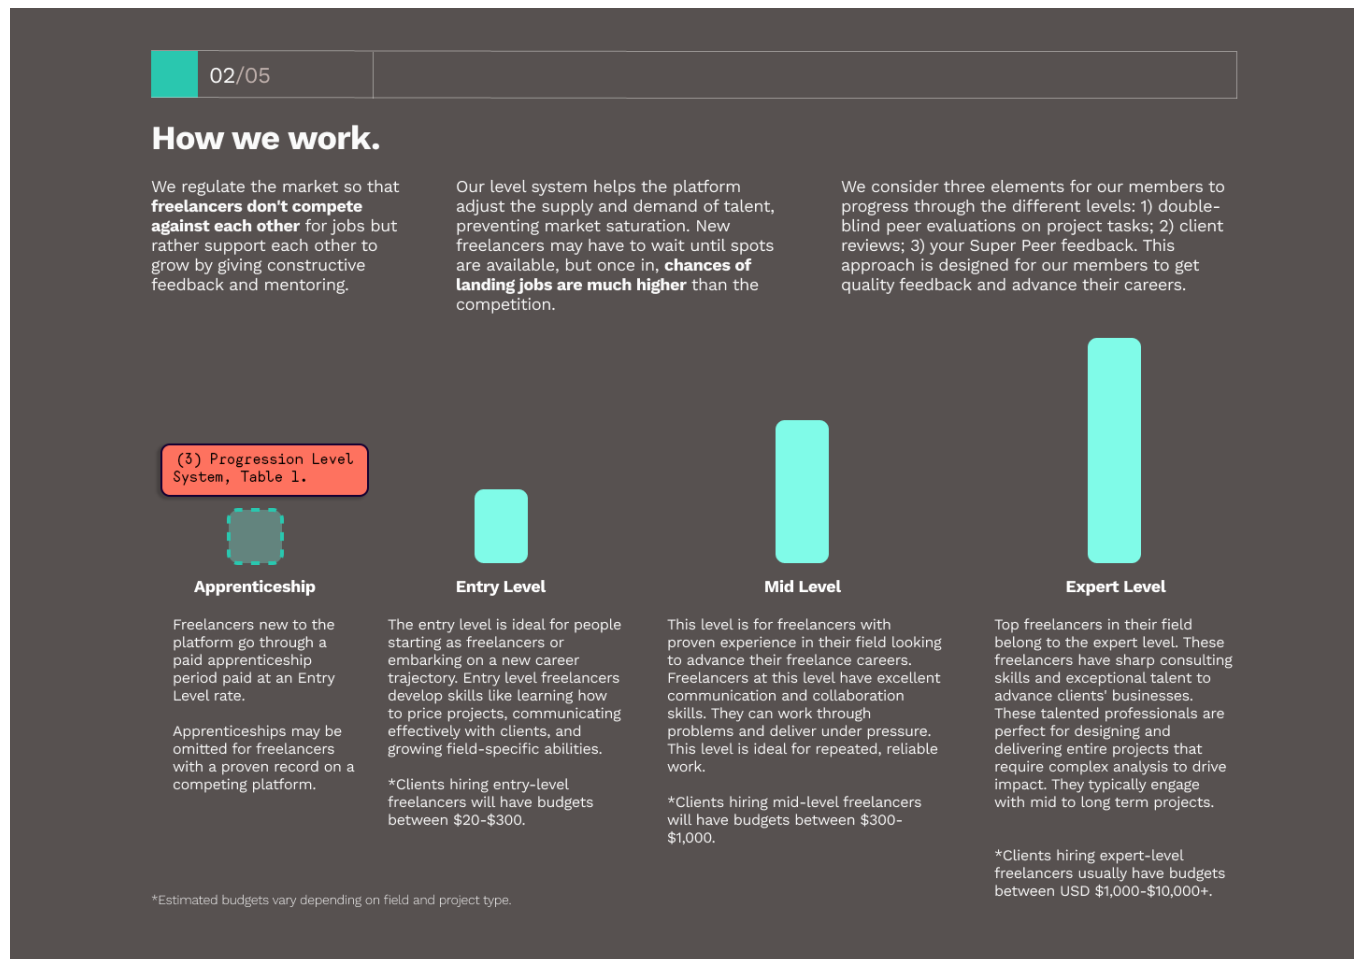 02/05
How we work.
We regulate the market so that
freelancers don't compete
against each other for jobs but
rather support each other to
grow by giving constructive
feedback and mentoring.
Our level system helps the platform
adjust the supply and demand of talent,
preventing market saturation. New
freelancers may have to wait until spots
are available, but once in, chances of
landing jobs are much higher than the
competition.
We consider three elements for our members to
progress through the different levels: 1) double-
blind peer evaluations on project tasks; 2) client
reviews; 3) your Super Peer feedback. This
approach is designed for our members to get
quality feedback and advance their careers.
(3) Progression Level
System, Table 1.
Apprenticeship
Freelancers new to the
platform go through a
paid apprenticeship
period paid at an Entry
Level rate.
Apprenticeships may be
omitted for freelancers
with a proven record on a
competing platform.
Entry Level
The entry level is ideal for people
starting as freelancers or
embarking on a new career
trajectory. Entry level freelancers
develop skills like learning how
to price projects, communicating
effectively with clients, and
growing field-specific abilities.
*Clients hiring entry-level
freelancers will have budgets
between $20-$300.
Mid Level
This level is for freelancers with
proven experience in their field looking
to advance their freelance careers.
Freelancers at this level have excellent
communication and collaboration
skills. They can work through
problems and deliver under pressure.
This level is ideal for repeated, reliable
work.
*Clients hiring mid-level freelancers
will have budgets between $300-
$1,000.
Expert Level
Top freelancers in their field
belong to the expert level. These
freelancers have sharp consulting
skills and exceptional talent to
advance clients' businesses.
These talented professionals are
perfect for designing and
delivering entire projects that
require complex analysis to drive
impact. They typically engage
with mid to long term projects.
*Clients hiring expert-level
freelancers usually have budgets
between USD $1,000-$10,000+.
*Estimated budgets vary depending on field and project type.